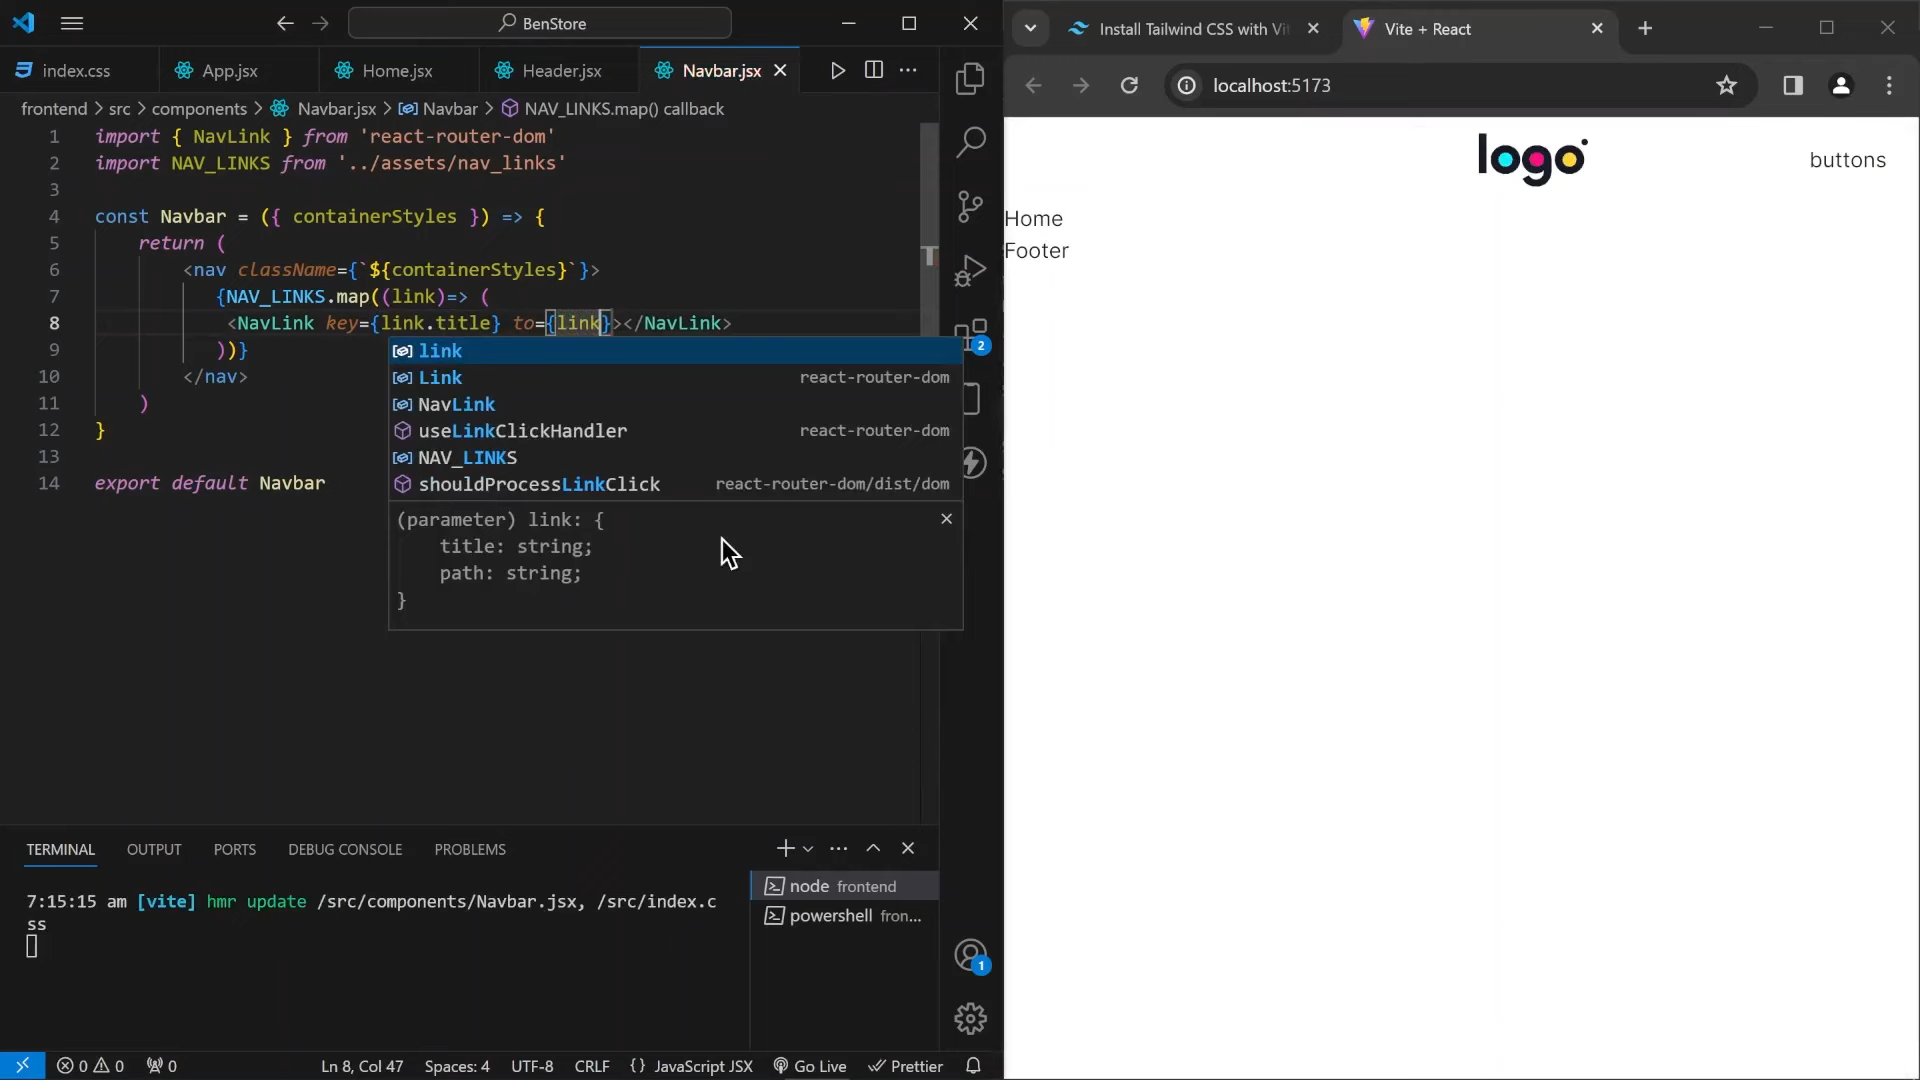 BenStore
index.css
App.jsx
Home.jsx
Header.jsx
Navbar.jsx
frontend > src > components > Navbar.jsx > Navbar > NAV_LINKS.map() callback
1 import { NavLink } from 'react-router-dom'
2 import NAV_LINKS from '../assets/nav_links'
3
4 const Navbar = ({ containerStyles }) => {
5 return (
6 <nav className={`${containerStyles}`}>
7 {NAV_LINKS.map((link)=> (
8 <NavLink key={link.title} to={link}></NavLink>
9 ))}
10 </nav>
11 )
12 }
13
14 export default Navbar
link
Link react-router-dom
NavLink
useLinkClickHandler react-router-dom
NAV_LINKS
shouldProcessLinkClick react-router-dom/dist/dom
(parameter) link: {
title: string;
path: string;
}
2
TERMINAL OUTPUT PORTS DEBUG CONSOLE PROBLEMS
7:15:15 am [vite] hmr update /src/components/Navbar.jsx, /src/index.c
ss
node frontend
powershell fron...
1
0 0 0 Ln 8, Col 47 Spaces: 4 UTF-8 CRLF {} JavaScript JSX Go Live Prettier
Install Tailwind CSS with Vit
Vite + React
localhost:5173
logo
buttons
Home
Footer